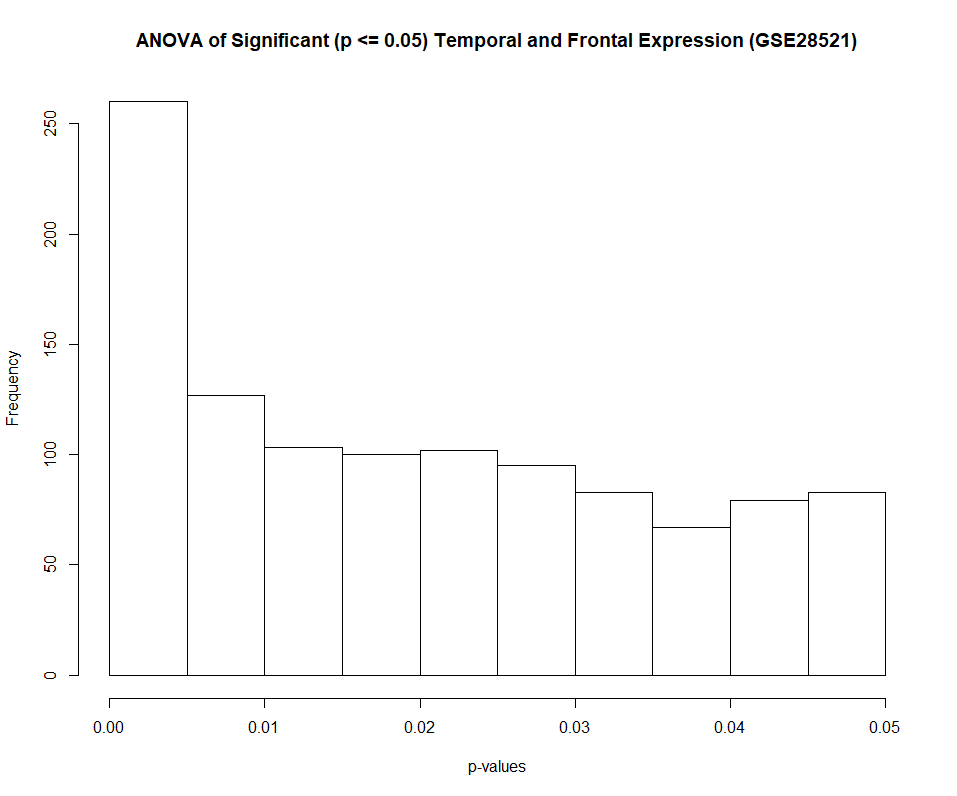 ANOVA of Significant (p <= 0.05) Temporal and Frontal Expression (GSE28521)
Frequency
250
200
150
100
50
0
0.00 0.01 0.02 0.03 0.04 0.05
p-values